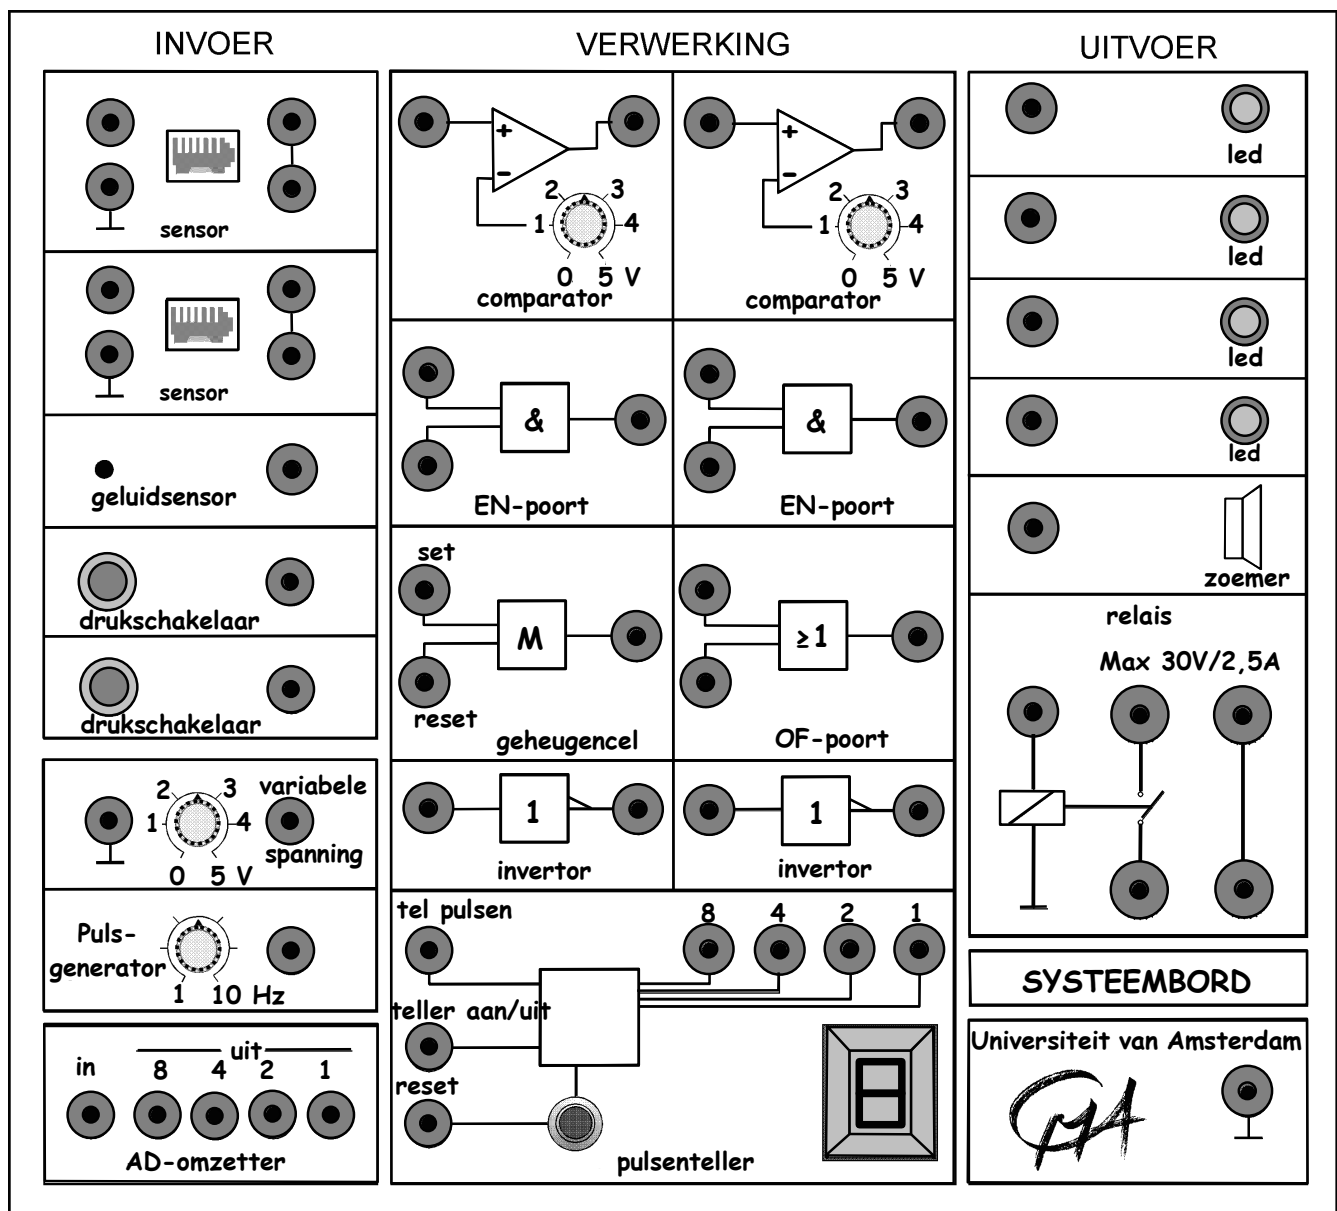 INVOER
sensor
sensor
geluidsensor
drukschakelaar
drukschakelaar
2 3 variabele
1 4
spanning
0 5 V
Puls-
generator
1 10 Hz
uit
in 8 4 2 1
AD-omzetter
VERWERKING
+ +
- -
2 3 2 3
1 4 1 4
0 5 V 0 5 V
comparator comparator
& &
EN-poort EN-poort
set
M ≥1
reset
geheugencel OF-poort
1 1
invertor invertor
tel pulsen 8 4 2 1
teller aan/uit
reset
8
pulsenteller
UITVOER
led
led
led
led
zoemer
relais
Max 30V/2,5A
SYSTEEMBORD
Universiteit van Amsterdam
CMA